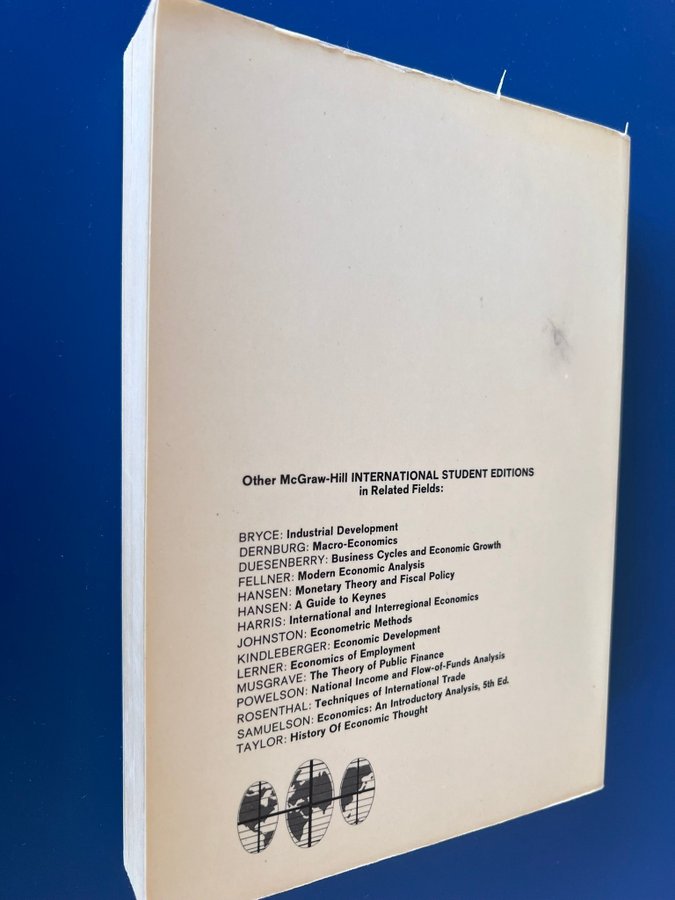 Other McGraw-Hill INTERNATIONAL STUDENT EDITIONS
in Related Fields:
BRYCE: Industrial Development
DERNBURG: Macro-Economics
DUESENBERRY: Business Cycles and Economic Growth
FELLNER: Modern Economic Analysis
HANSEN: Monetary Theory and Fiscal Policy
HANSEN: A Guide to Keynes
HARRIS: International and Interregional Economics
JOHNSTON: Econometric Methods
KINDLEBERGER: Economic Development
LERNER: Economics of Employment
MUSGRAVE: The Theory of Public Finance
POWELSON: National Income and Flow-of-Funds Analysis
ROSENTHAL: Techniques of International Trade
SAMUELSON: Economics: An Introductory Analysis, 5th Ed.
TAYLOR: History Of Economic Thought